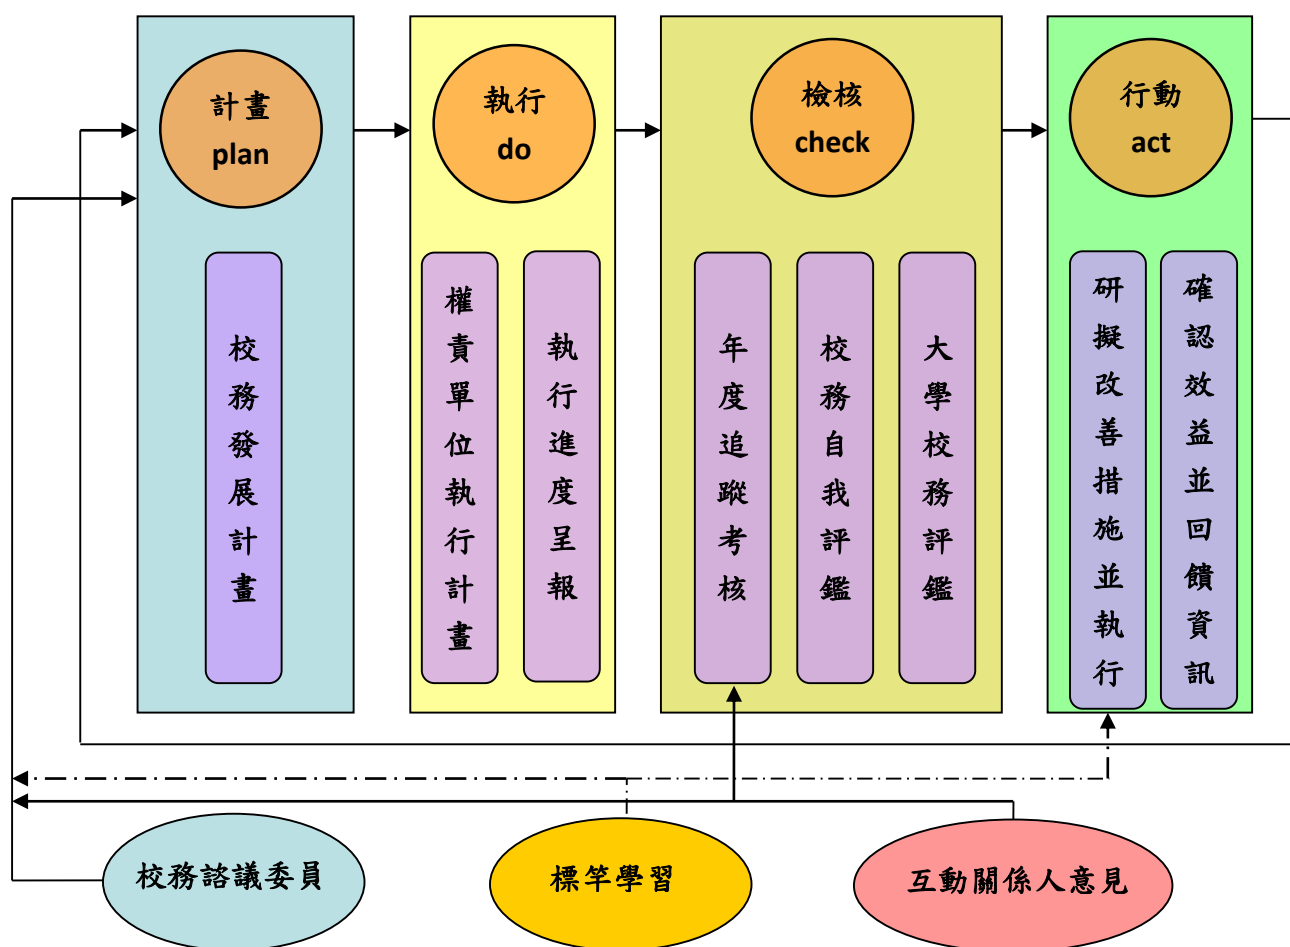 計畫
plan
執行
do
檢核
check
行動
act
校務發展計畫
權責單位執行計畫
執行進度呈報
年度追蹤考核
校務自我評鑑
大學校務評鑑
研擬改善措施並執行
確認效益並回饋資訊
校務諮議委員
標竿學習
互動關係人意見